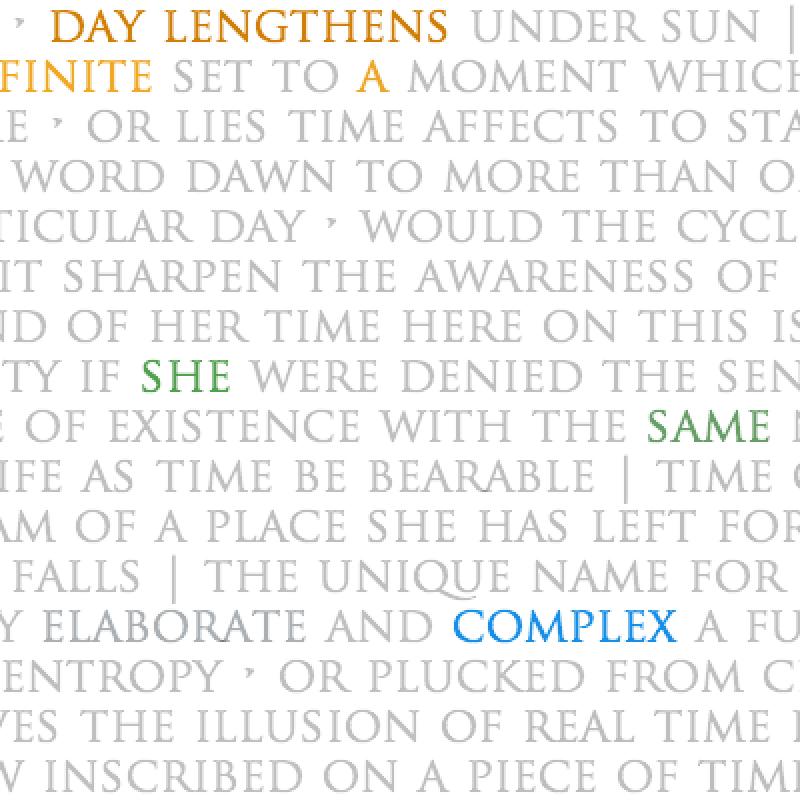 · DAY LENGTHENS UNDER SUN |
FINITE SET TO A MOMENT WHICH
RE · OR LIES TIME AFFECTS TO STA
WORD DAWN TO MORE THAN O
TICULAR DAY · WOULD THE CYCL
IT SHARPEN THE AWARENESS OF
ND OF HER TIME HERE ON THIS IS
TY IF SHE WERE DENIED THE SEN
E OF EXISTENCE WITH THE SAME
IFE AS TIME BE BEARABLE | TIME
AM OF A PLACE SHE HAS LEFT FOR
FALLS | THE UNIQUE NAME FOR
Y ELABORATE AND COMPLEX A FU
ENTROPY · OR PLUCKED FROM C
VES THE ILLUSION OF REAL TIME
W INSCRIBED ON A PIECE OF TIM